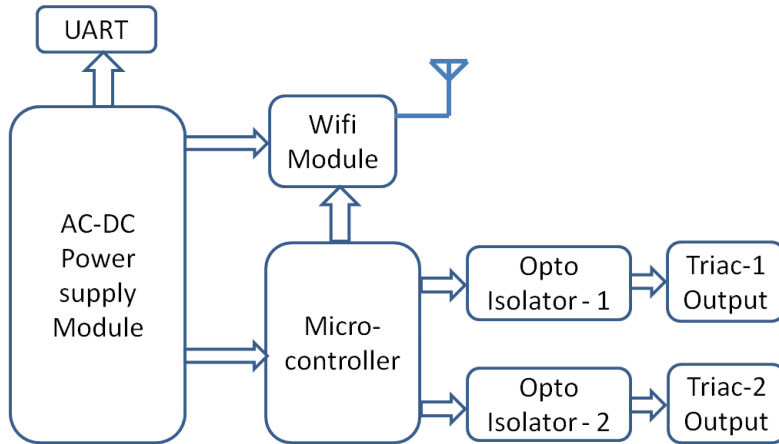 UART
Wifi
Module
AC-DC
Power
supply
Module
Micro-
controller
Opto
Isolator - 1
Triac-1
Output
Opto
Isolator - 2
Triac-2
Output